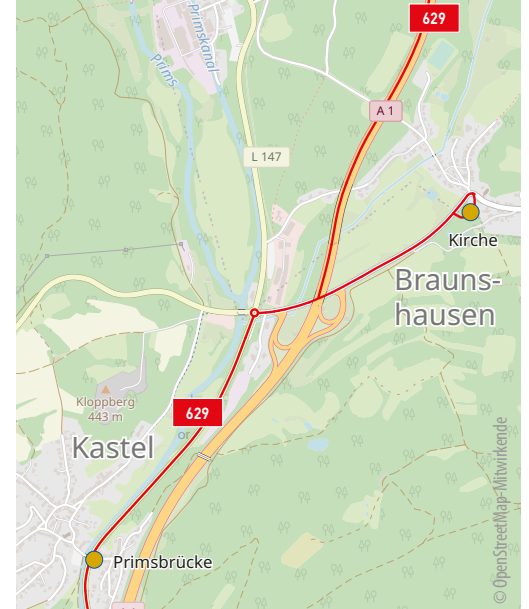 629
Primskanal
Prims
A 1
L 147
Kirche
Brauns-
hausen
Kloppberg
443 m
629
Kastel
Primsbrücke
© OpenStreetMap-Mitwirkende